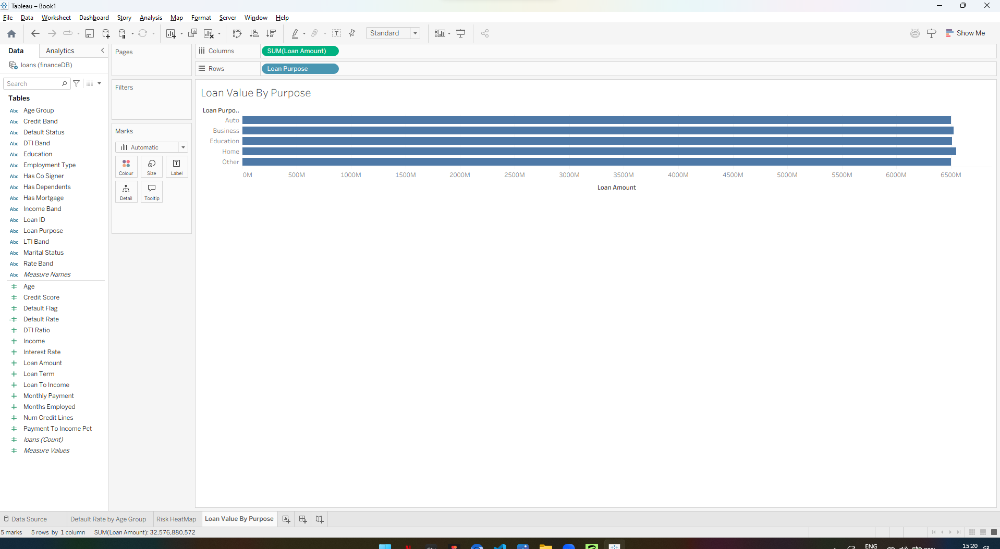 Tableau – Book1
File Data Worksheet Dashboard Story Analysis Map Format Server Window Help
Standard
Show Me
Data Analytics
loans (financeDB)
Search
Tables
Abc Age Group
Abc Credit Band
Abc Default Status
Abc DTI Band
Abc Education
Abc Employment Type
Abc Has Co Signer
Abc Has Dependents
Abc Has Mortgage
Abc Income Band
Abc Loan ID
Abc Loan Purpose
Abc LTI Band
Abc Marital Status
Abc Rate Band
Abc Measure Names
# Age
# Credit Score
# Default Flag
=# Default Rate
# DTI Ratio
# Income
# Interest Rate
# Loan Amount
# Loan Term
# Loan To Income
# Monthly Payment
# Months Employed
# Num Credit Lines
# Payment To Income Pct
# loans (Count)
# Measure Values
Pages
Filters
Marks
Automatic
Colour Size Label
Detail Tooltip
Columns SUM(Loan Amount)
Rows Loan Purpose
Loan Value By Purpose
Loan Purpo..
Auto
Business
Education
Home
Other
0M 500M 1000M 1500M 2000M 2500M 3000M 3500M 4000M 4500M 5000M 5500M 6000M 6500M
Loan Amount
Data Source Default Rate by Age Group Risk HeatMap Loan Value By Purpose
5 marks 5 rows by 1 column SUM(Loan Amount): 32,576,880,572
ENG 15:20